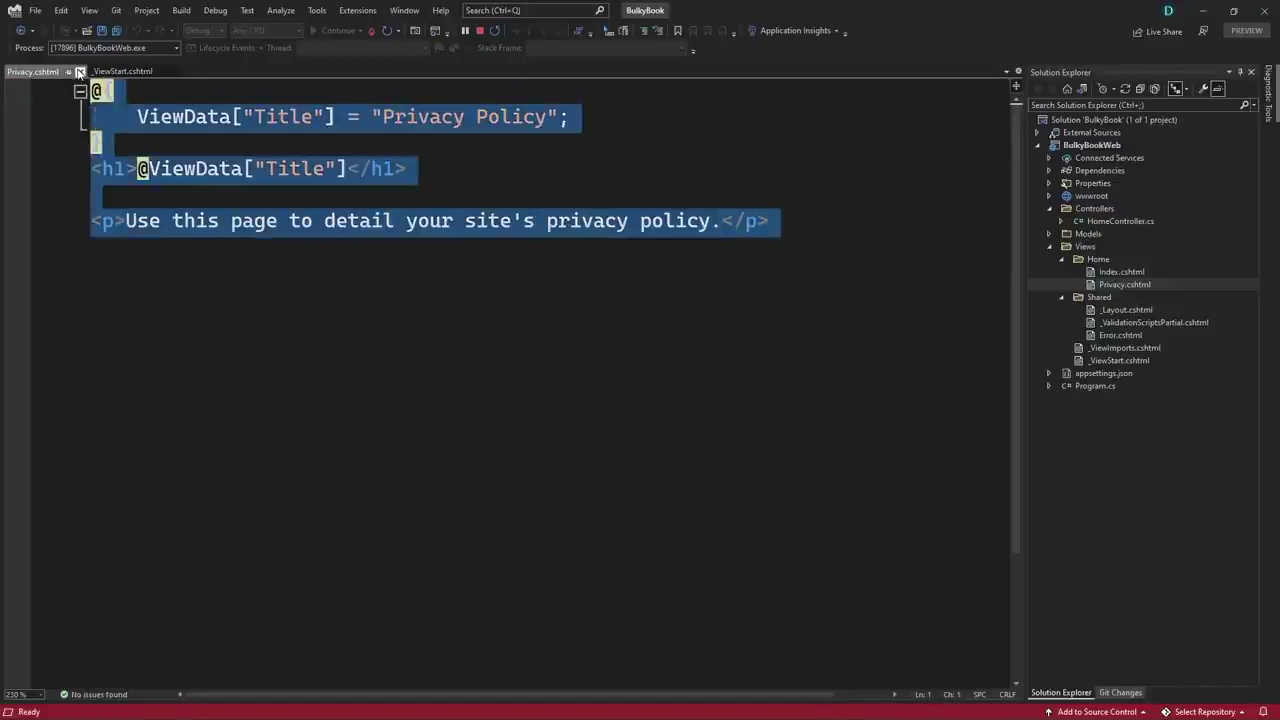 File Edit View Git Project Build Debug Test Analyze Tools Extensions Window Help Search (Ctrl+Q) BulkyBook D
Debug Any CPU Continue Application Insights Live Share PREVIEW
Process: [17896] BulkyBookWeb.exe Lifecycle Events Thread: Stack Frame:
Privacy.cshtml _ViewStart.cshtml
@{
ViewData["Title"] = "Privacy Policy";
}
<h1>@ViewData["Title"]</h1>
<p>Use this page to detail your site's privacy policy.</p>
Solution Explorer
Search Solution Explorer (Ctrl+;)
Solution 'BulkyBook' (1 of 1 project)
External Sources
BulkyBookWeb
Connected Services
Dependencies
Properties
wwwroot
Controllers
C# HomeController.cs
Models
Views
Home
Index.cshtml
Privacy.cshtml
Shared
_Layout.cshtml
_ValidationScriptsPartial.cshtml
Error.cshtml
_ViewImports.cshtml
_ViewStart.cshtml
appsettings.json
C# Program.cs
Diagnostic Tools
230 % No issues found Ln: 1 Ch: 1 SPC CRLF
Solution Explorer Git Changes
Ready Add to Source Control Select Repository